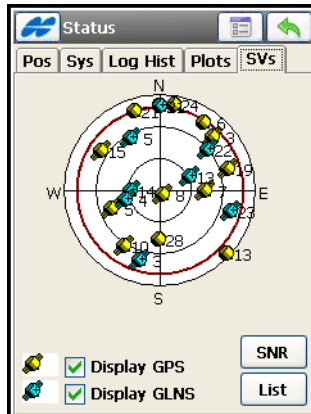 Status
Pos Sys Log Hist Plots SVs
N
21 24
6
5 3
15 22
19
13
W 14 8 7 E
4
5 23
10 28
3 13
S
Display GPS SNR
Display GLNS List